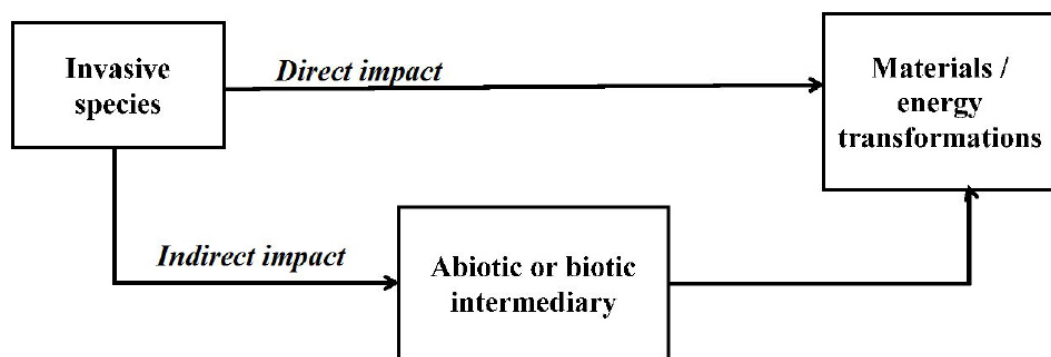 Invasive
species
Direct impact
Materials /
energy
transformations
Indirect impact
Abiotic or biotic
intermediary